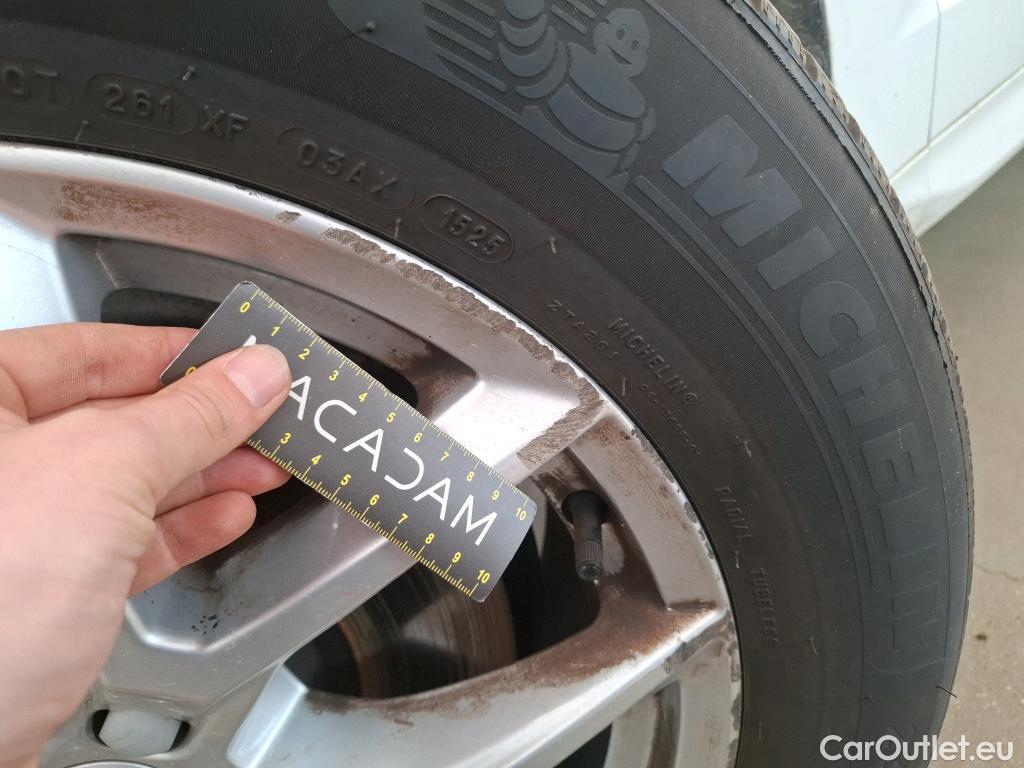 261 XF
03AX
1525
MICHELIN
MICHELIN®
RADIAL TUBELESS
0 1 2 3 4 5 6 7 8 9 10
MACADAM
3 4 5 6 7 8 9 10
CarOutlet.eu